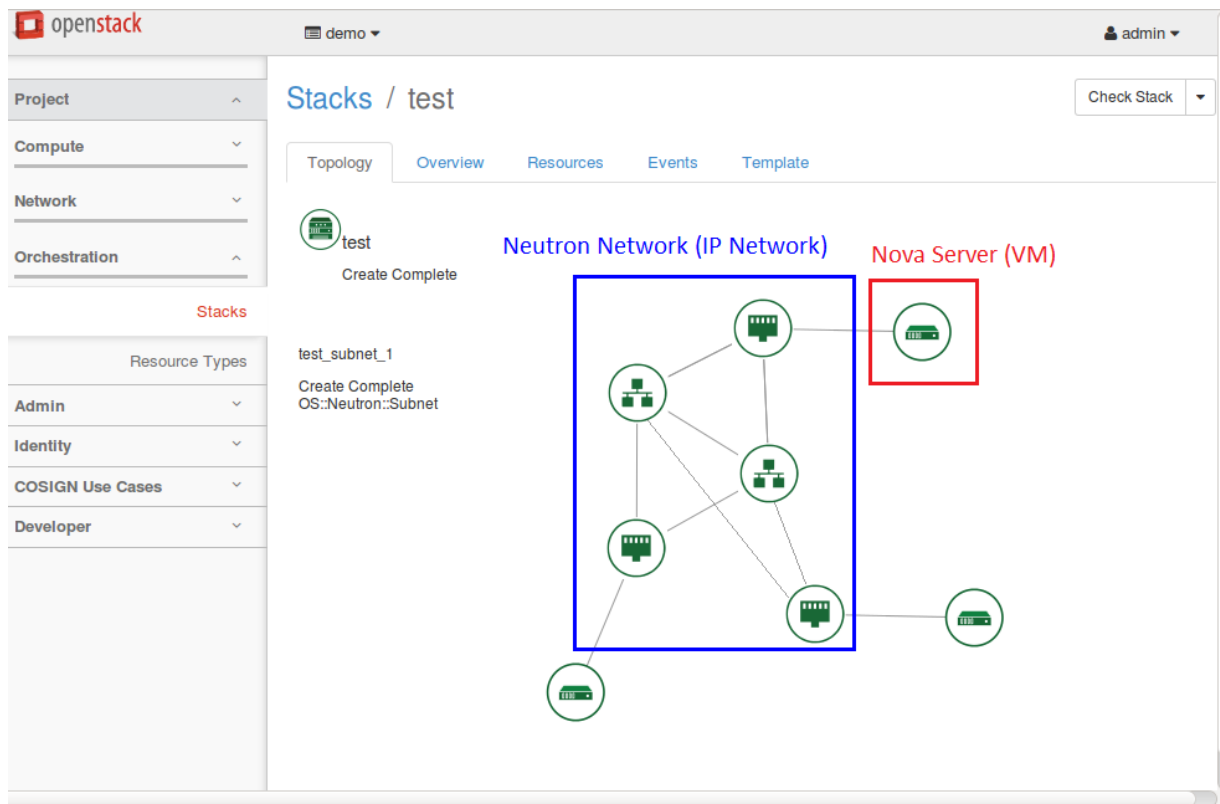 openstack
demo
admin
Project
Compute
Network
Orchestration
Stacks
Resource Types
Admin
Identity
COSIGN Use Cases
Developer
Stacks / test
Check Stack
Topology Overview Resources Events Template
test
Create Complete
test_subnet_1
Create Complete
OS::Neutron::Subnet
Neutron Network (IP Network)
Nova Server (VM)